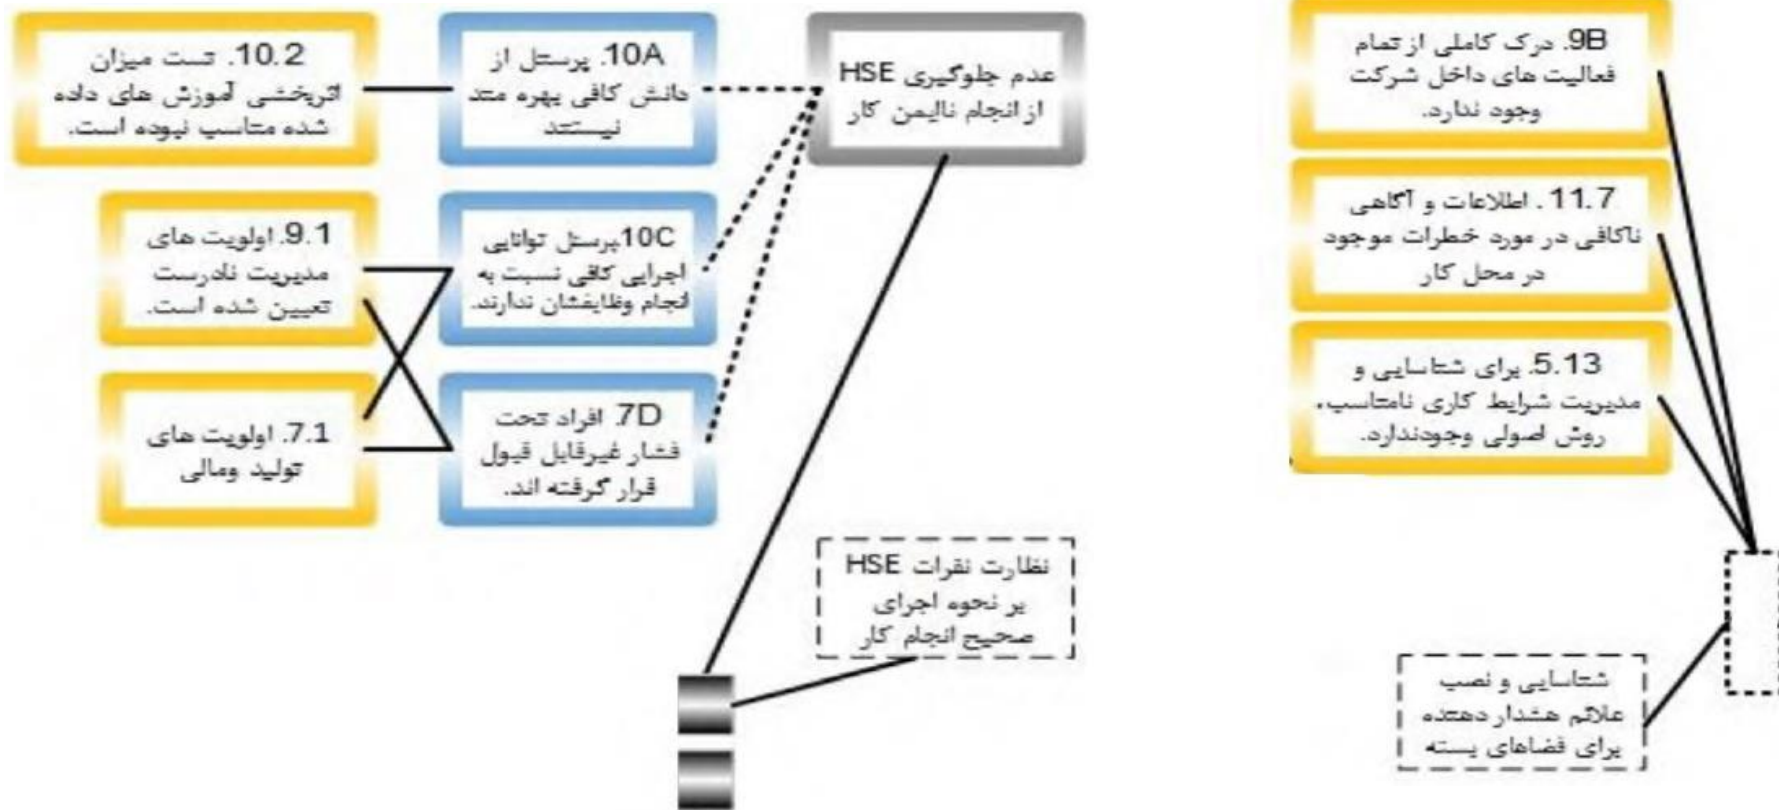 10.2. تست میزان
اثربخشی آموزش های داده
شده مناسب نبوده است.
10A. پرسنل از
دانش کافی بهره مند
نیستند
عدم جلوگیری HSE
از انجام ناایمن کار
9.1. اولویت های
مدیریت نادرست
تعیین شده است.
10C.پرسنل توانایی
اجرایی کافی نسبت به
انجام وظایفشان ندارند.
7.1. اولویت های
تولید ومالی
7D. افراد تحت
فشار غیرقابل قبول
قرار گرفته اند.
نظارت نفرات HSE
بر نحوه اجرای
صحیح انجام کار
9B. درک کاملی از تمام
فعالیت های داخل شرکت
وجود ندارد.
11.7 . اطلاعات و آگاهی
ناکافی در مورد خطرات موجود
در محل کار
5.13. برای شناسایی و
مدیریت شرایط کاری نامناسب،
روش اصولی وجودندارد.
شناسایی و نصب
علائم هشدار دهنده
برای فضاهای بسته